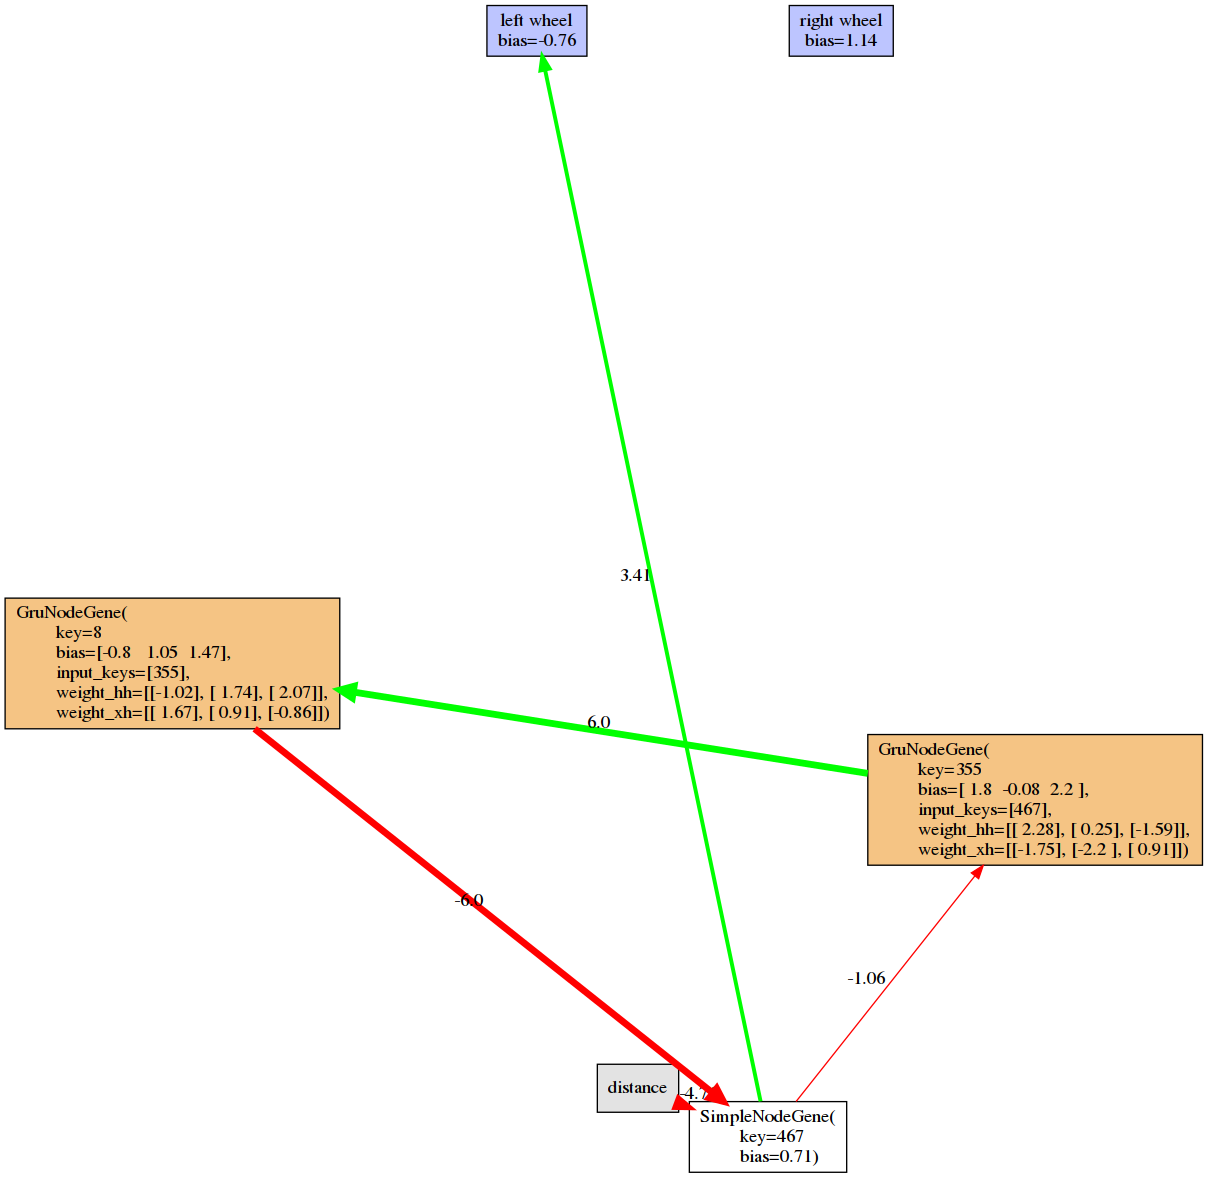 left wheel
bias=-0.76
right wheel
bias=1.14
3.41
GruNodeGene(
key=8
bias=[-0.8   1.05  1.47],
input_keys=[355],
weight_hh=[[-1.02], [ 1.74], [ 2.07]],
weight_xh=[[ 1.67], [ 0.91], [-0.86]])
6.0
GruNodeGene(
key=355
bias=[ 1.8  -0.08  2.2 ],
input_keys=[467],
weight_hh=[[ 2.28], [ 0.25], [-1.59]],
weight_xh=[[-1.75], [-2.2 ], [ 0.91]])
-6.0
-1.06
distance
SimpleNodeGene(
key=467
bias=0.71)